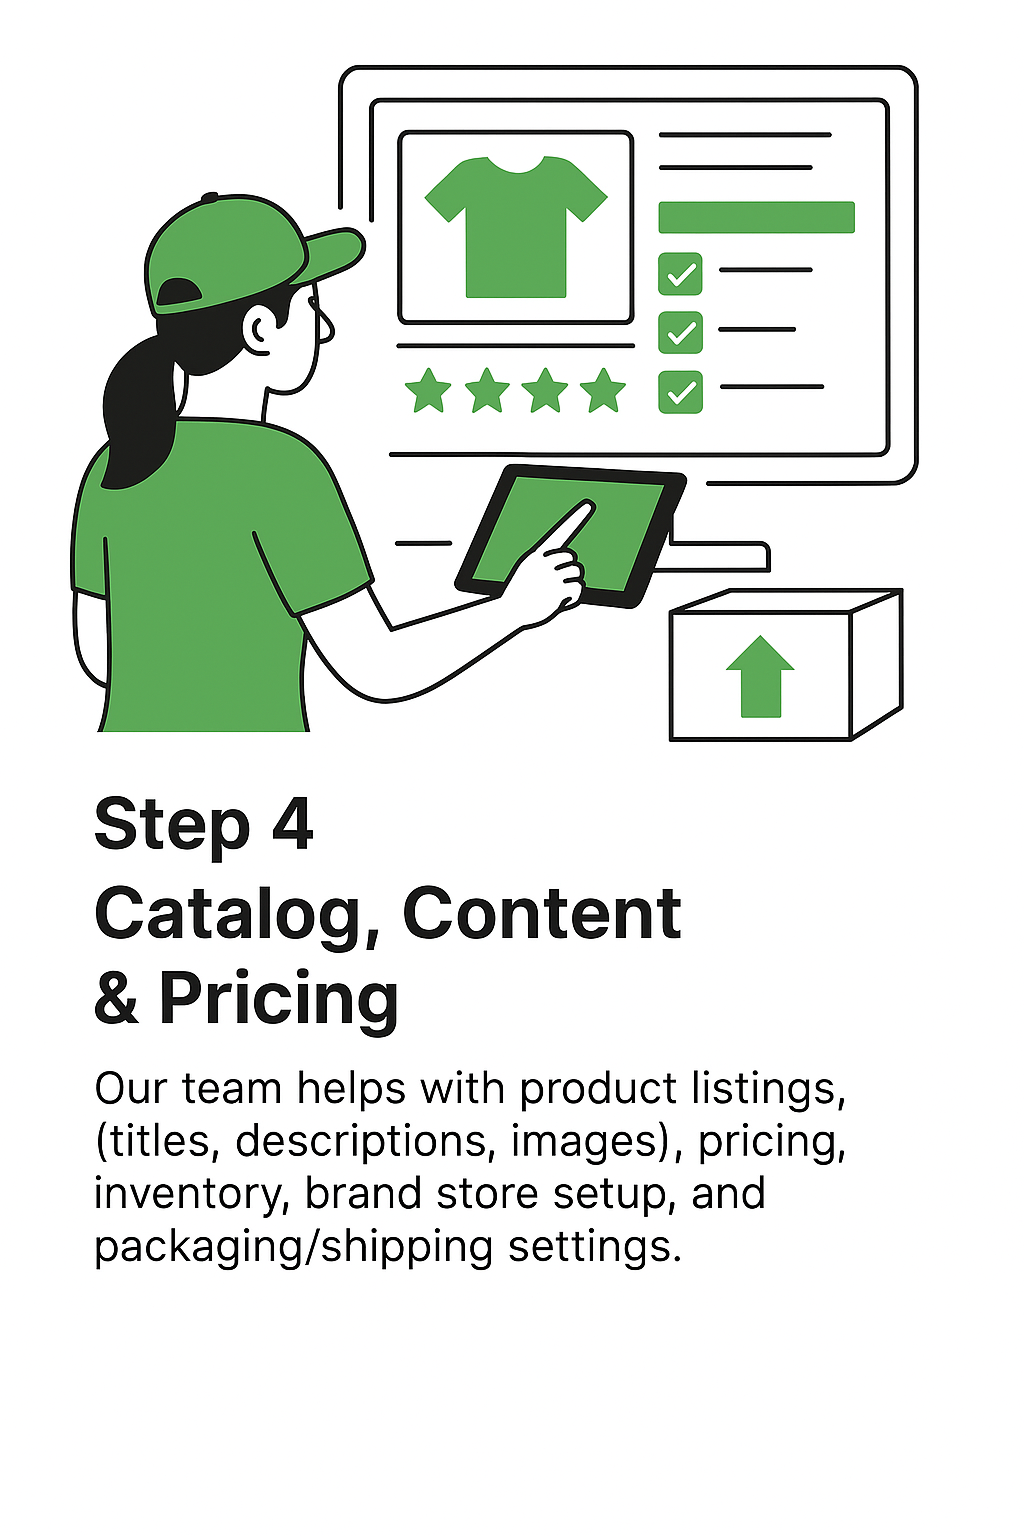 Step 4
Catalog, Content
& Pricing
Our team helps with product listings,
(titles, descriptions, images), pricing,
inventory, brand store setup, and
packaging/shipping settings.